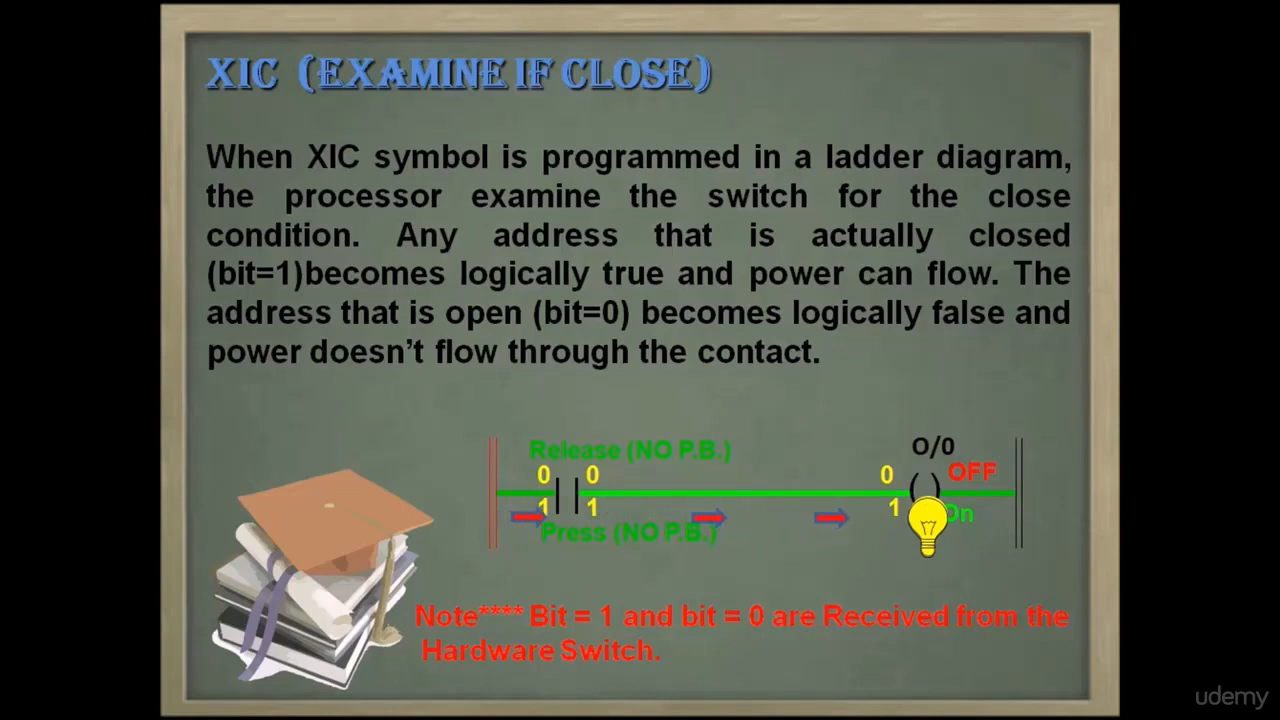 XIC (EXAMINE IF CLOSE)
When XIC symbol is programmed in a ladder diagram,
the processor examine the switch for the close
condition. Any address that is actually closed
(bit=1)becomes logically true and power can flow. The
address that is open (bit=0) becomes logically false and
power doesn't flow through the contact.
Release (NO P.B.)
O/0
0 0 0 OFF
1 1 1 On
Press (NO P.B.)
Note**** Bit = 1 and bit = 0 are Received from the
Hardware Switch.
udemy